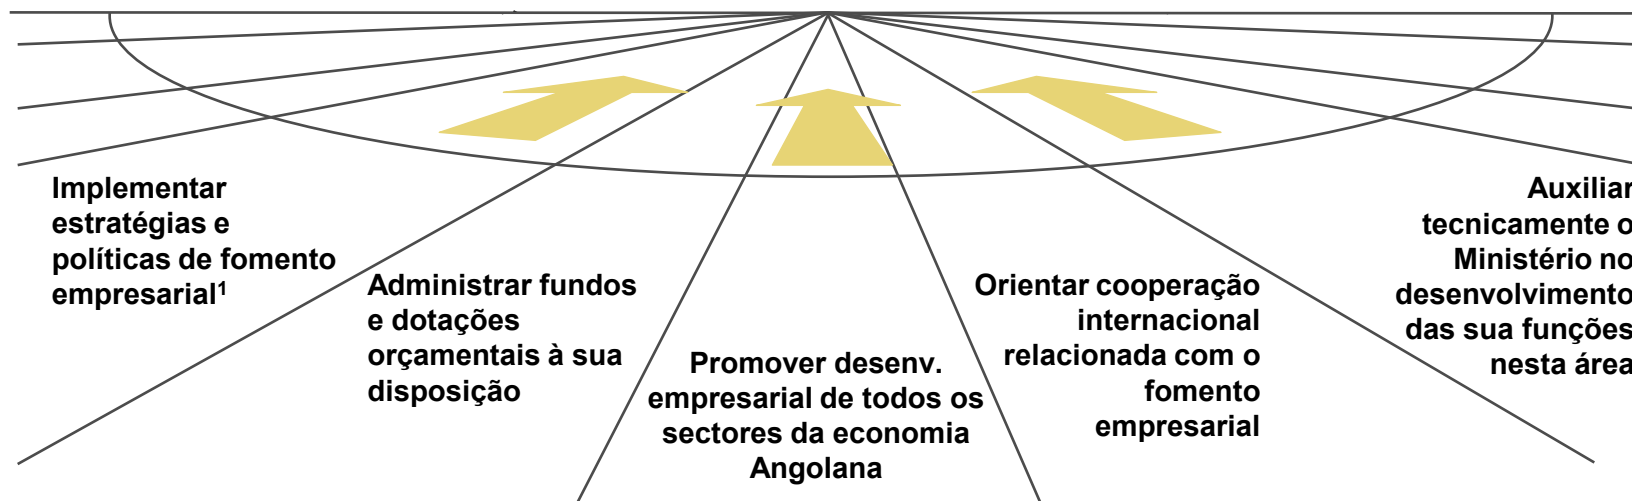 Implementar
estratégias e
políticas de fomento
empresarial¹
Administrar fundos
e dotações
orçamentais à sua
disposição
Promover desenv.
empresarial de todos os
sectores da economia
Angolana
Orientar cooperação
internacional
relacionada com o
fomento
empresarial
Auxiliar
tecnicamente o
Ministério no
desenvolvimento
das sua funções
nesta área